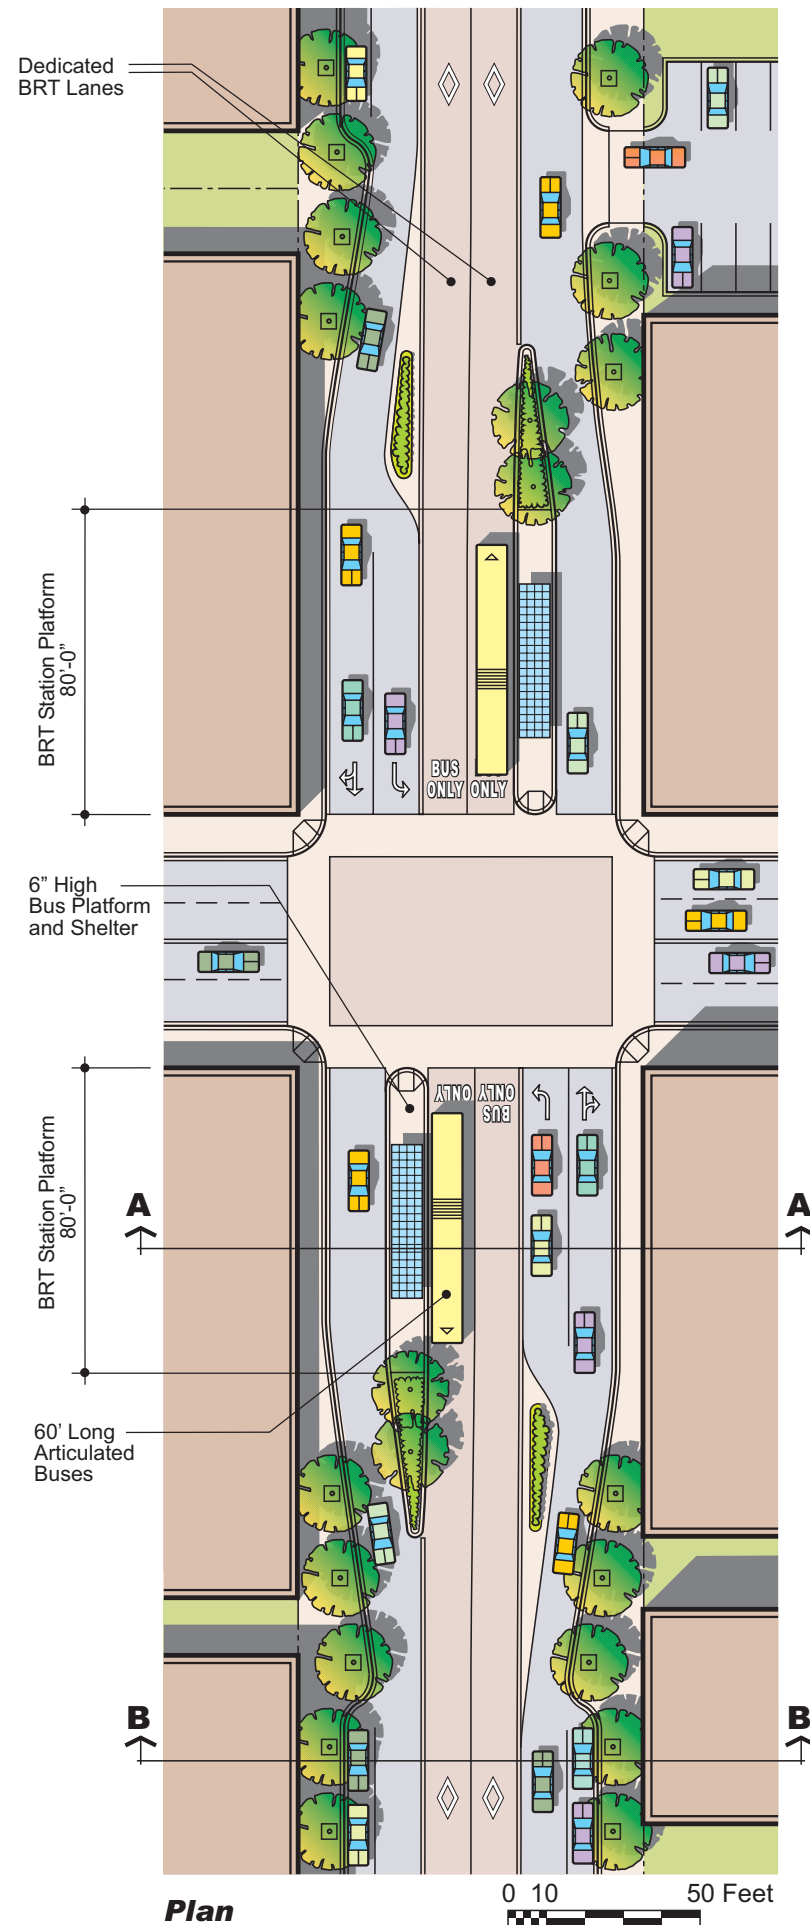 Dedicated
BRT Lanes
BRT Station Platform
80'-0”
BUS
ONLY
ONLY
6” High
Bus Platform
and Shelter
ONLY
BUS
ONLY
BRT Station Platform
80'-0”
A
A
60’ Long
Articulated
Buses
B
B
Plan
0 10 50 Feet